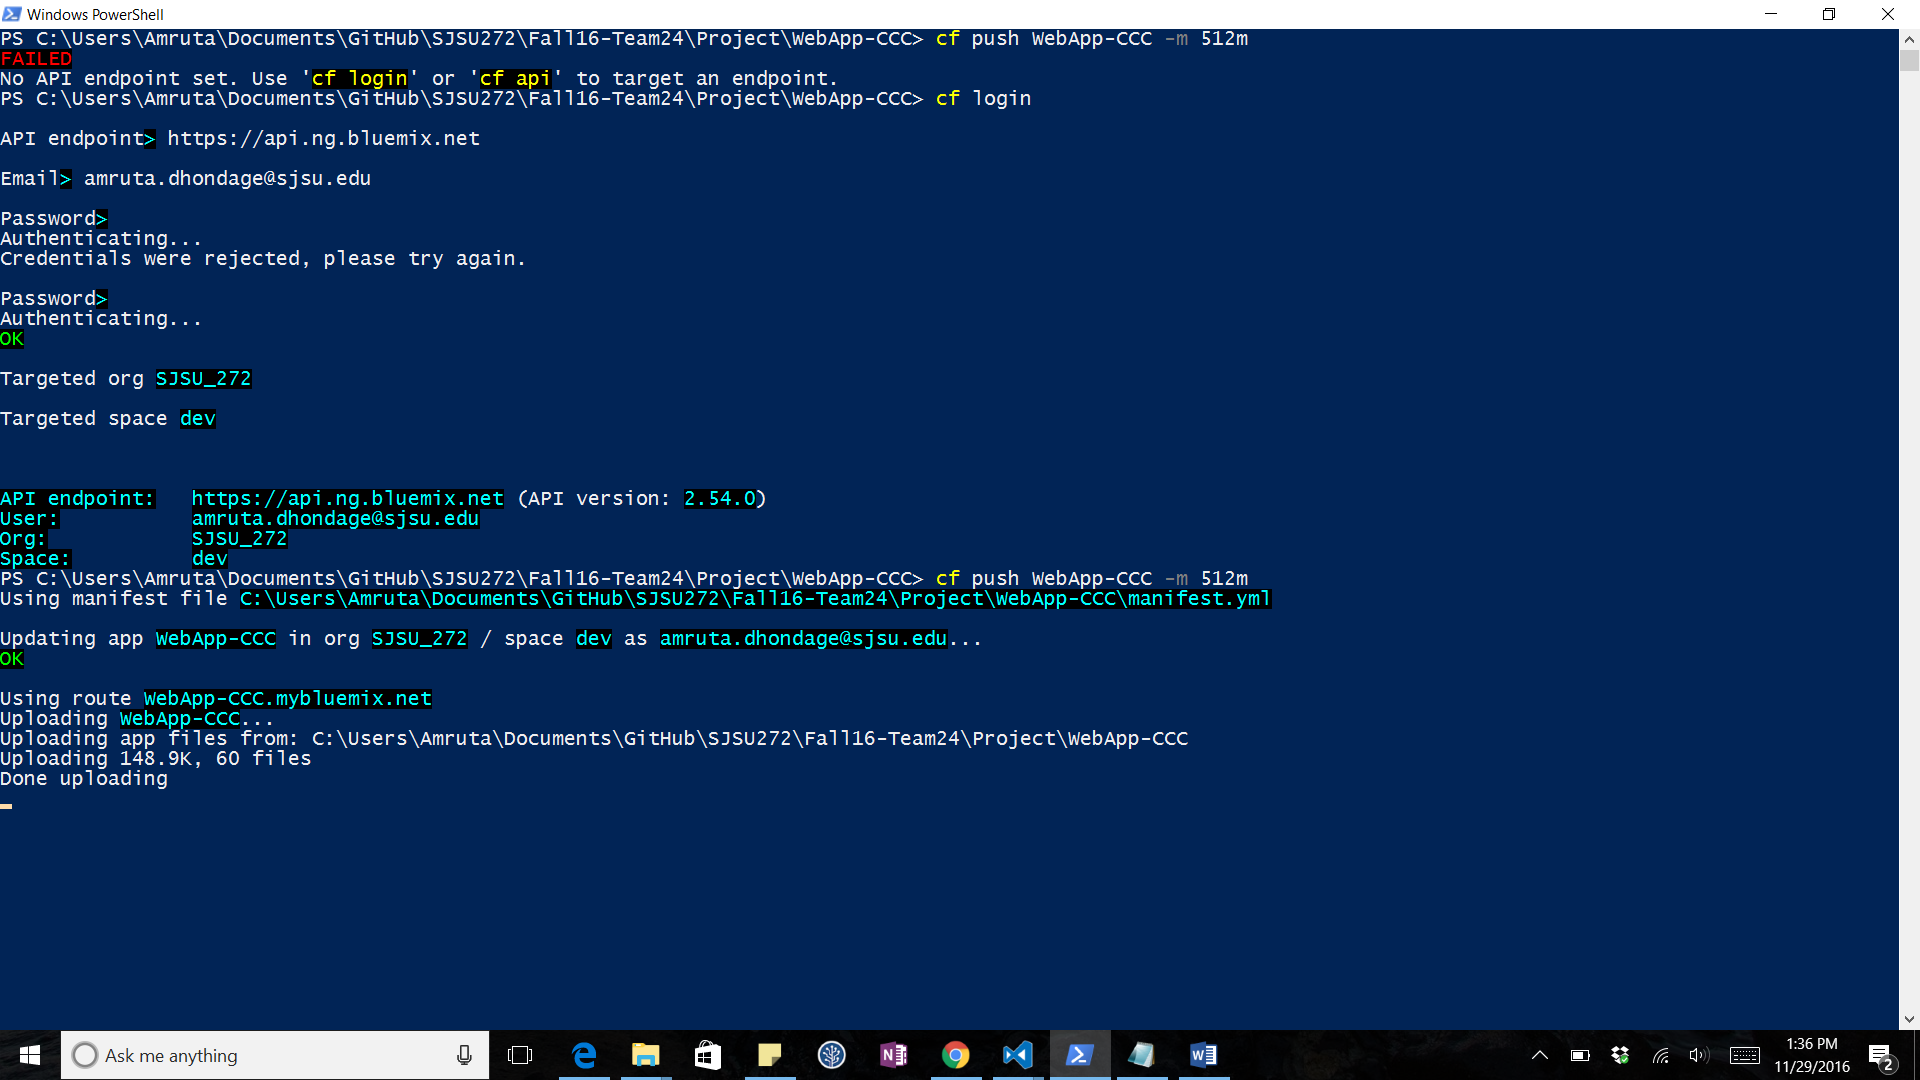 Windows PowerShell
PS C:\Users\Amruta\Documents\GitHub\SJSU272\Fall16-Team24\Project\WebApp-CCC> cf push WebApp-CCC -m 512m
FAILED
No API endpoint set. Use 'cf login' or 'cf api' to target an endpoint.
PS C:\Users\Amruta\Documents\GitHub\SJSU272\Fall16-Team24\Project\WebApp-CCC> cf login
API endpoint> https://api.ng.bluemix.net
Email> amruta.dhondage@sjsu.edu
Password>
Authenticating...
Credentials were rejected, please try again.
Password>
Authenticating...
OK
Targeted org SJSU_272
Targeted space dev
API endpoint:   https://api.ng.bluemix.net (API version: 2.54.0)
User:           amruta.dhondage@sjsu.edu
Org:            SJSU_272
Space:          dev
PS C:\Users\Amruta\Documents\GitHub\SJSU272\Fall16-Team24\Project\WebApp-CCC> cf push WebApp-CCC -m 512m
Using manifest file C:\Users\Amruta\Documents\GitHub\SJSU272\Fall16-Team24\Project\WebApp-CCC\manifest.yml
Updating app WebApp-CCC in org SJSU_272 / space dev as amruta.dhondage@sjsu.edu...
OK
Using route WebApp-CCC.mybluemix.net
Uploading WebApp-CCC...
Uploading app files from: C:\Users\Amruta\Documents\GitHub\SJSU272\Fall16-Team24\Project\WebApp-CCC
Uploading 148.9K, 60 files
Done uploading
Ask me anything
1:36 PM
11/29/2016
2